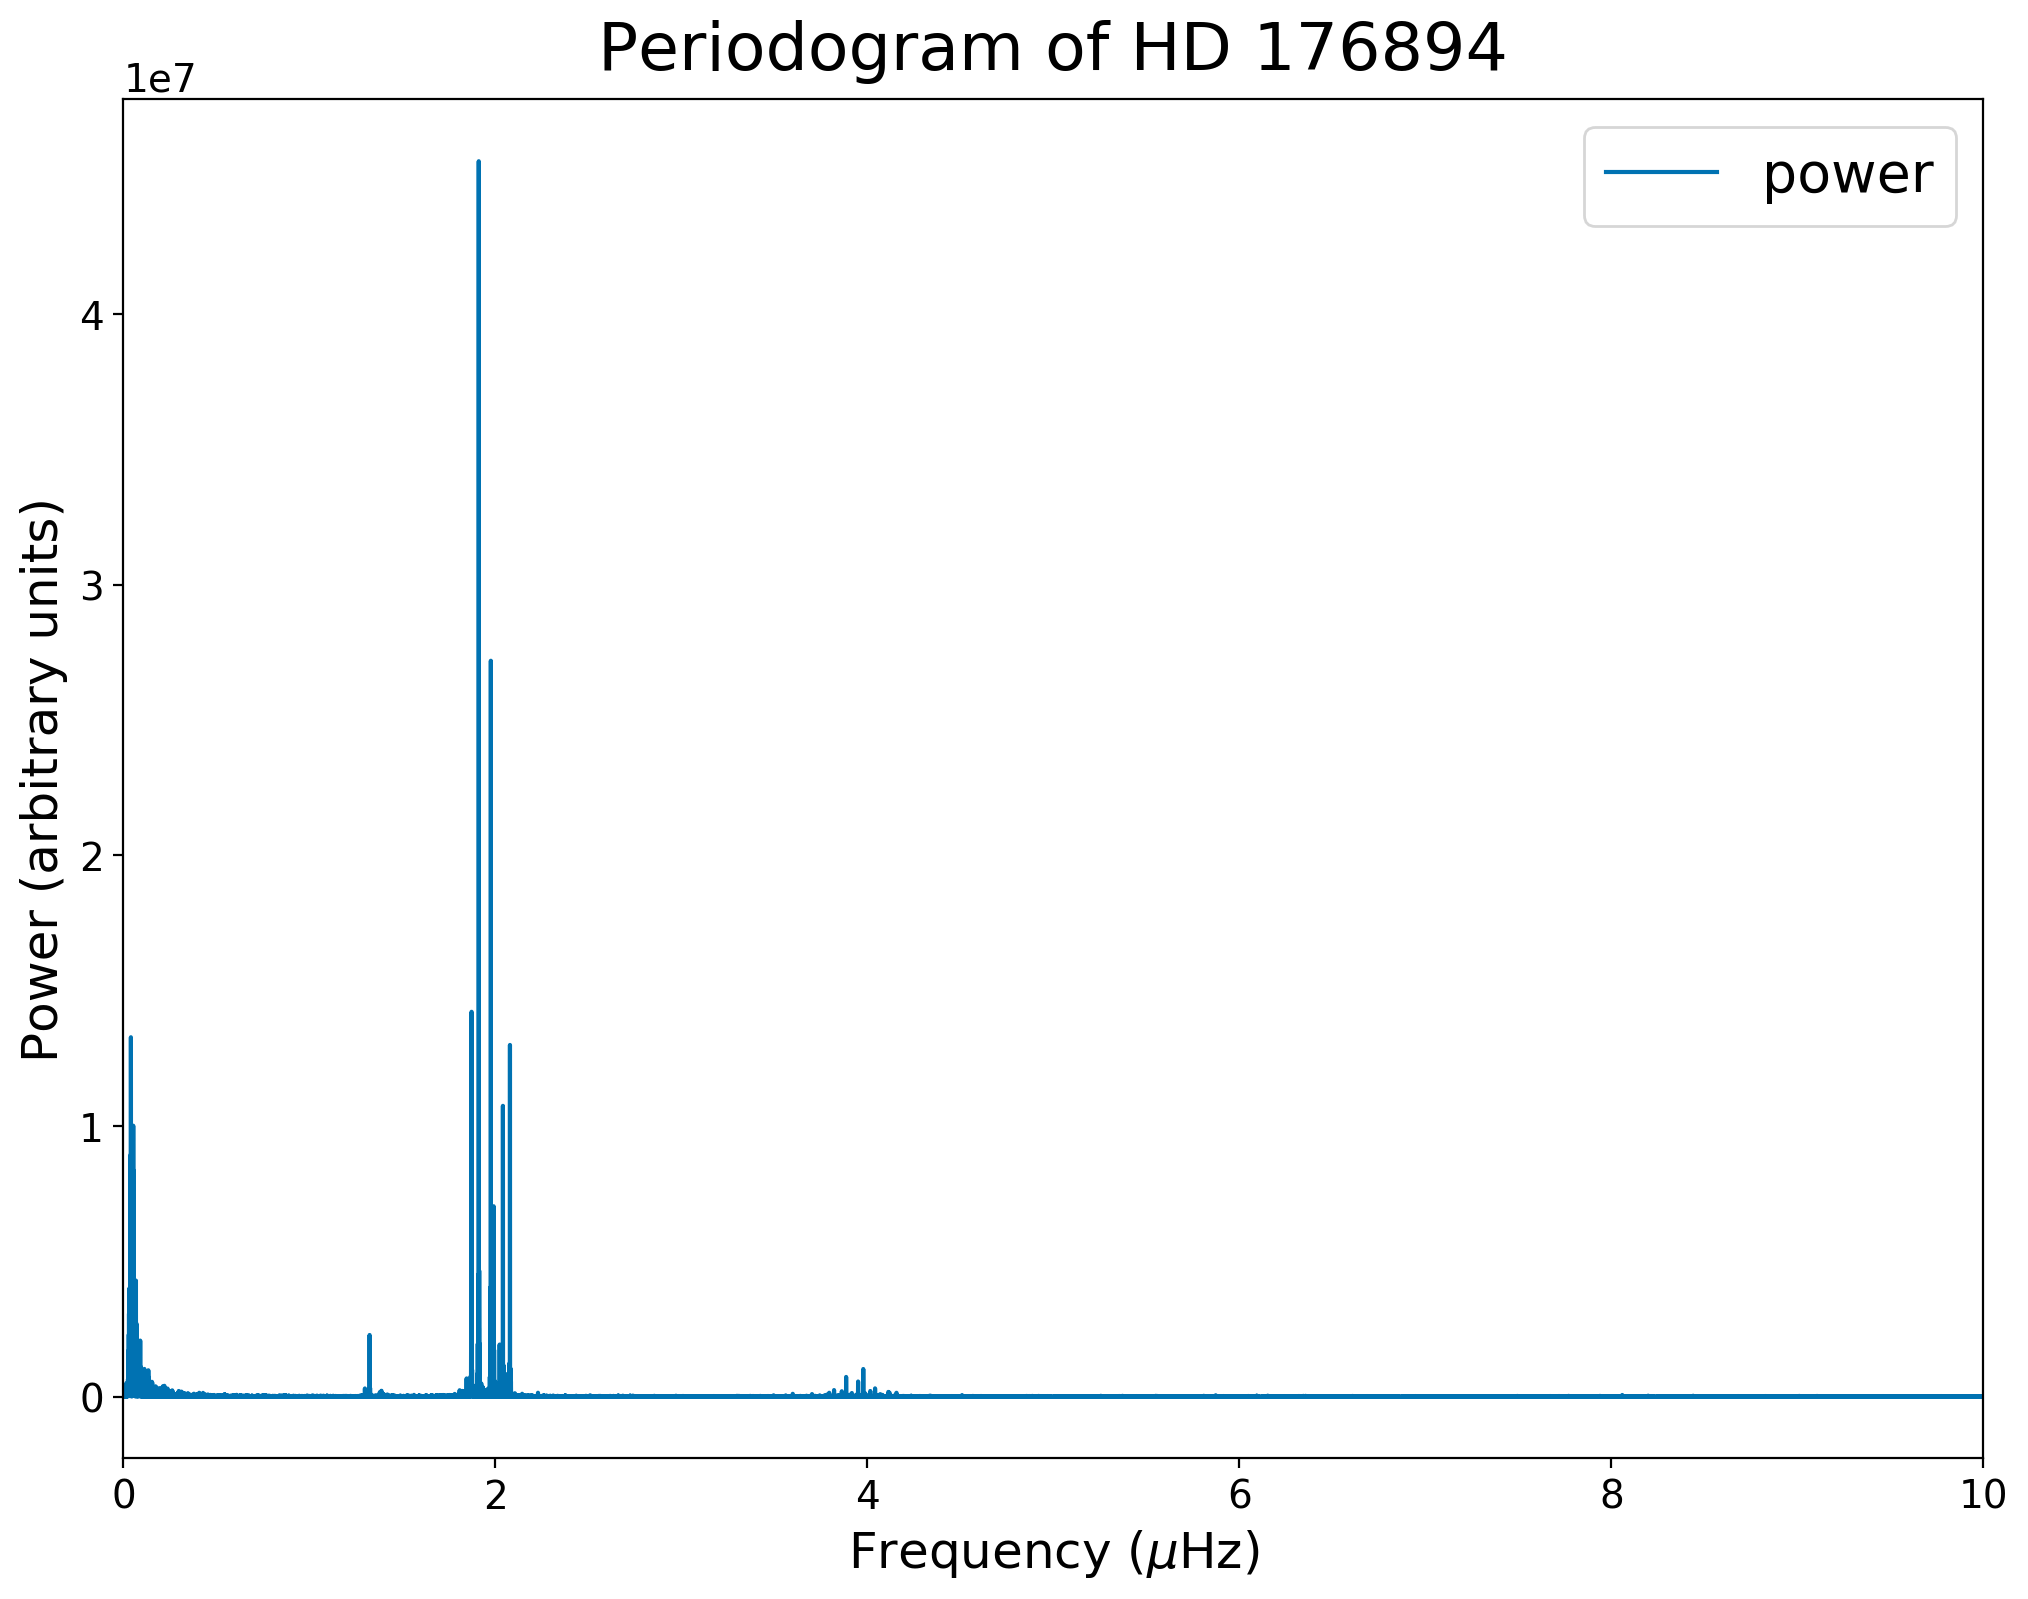 Periodogram of HD 176894
1e7
power
4
3
2
1
0
Power (arbitrary units)
0 2 4 6 8 10
Frequency (μHz)